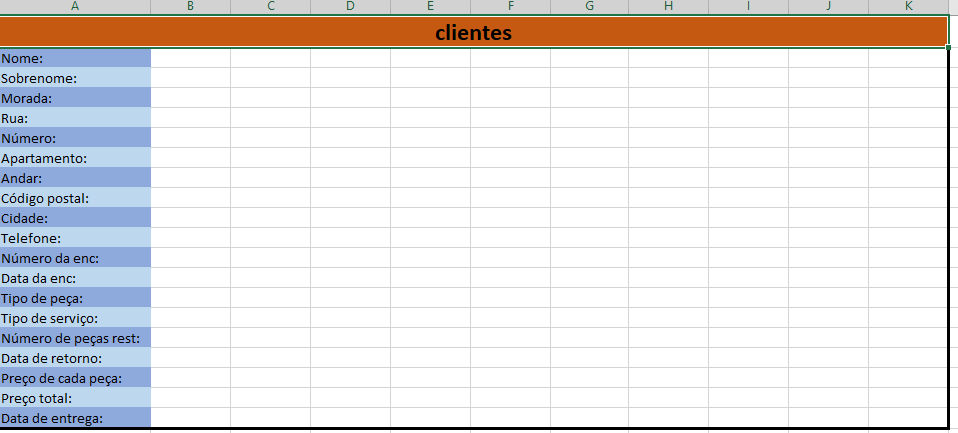 A B C D E F G H I J K
clientes
Nome:
Sobrenome:
Morada:
Rua:
Número:
Apartamento:
Andar:
Código postal:
Cidade:
Telefone:
Número da enc:
Data da enc:
Tipo de peça:
Tipo de serviço:
Número de peças rest:
Data de retorno:
Preço de cada peça:
Preço total:
Data de entrega: